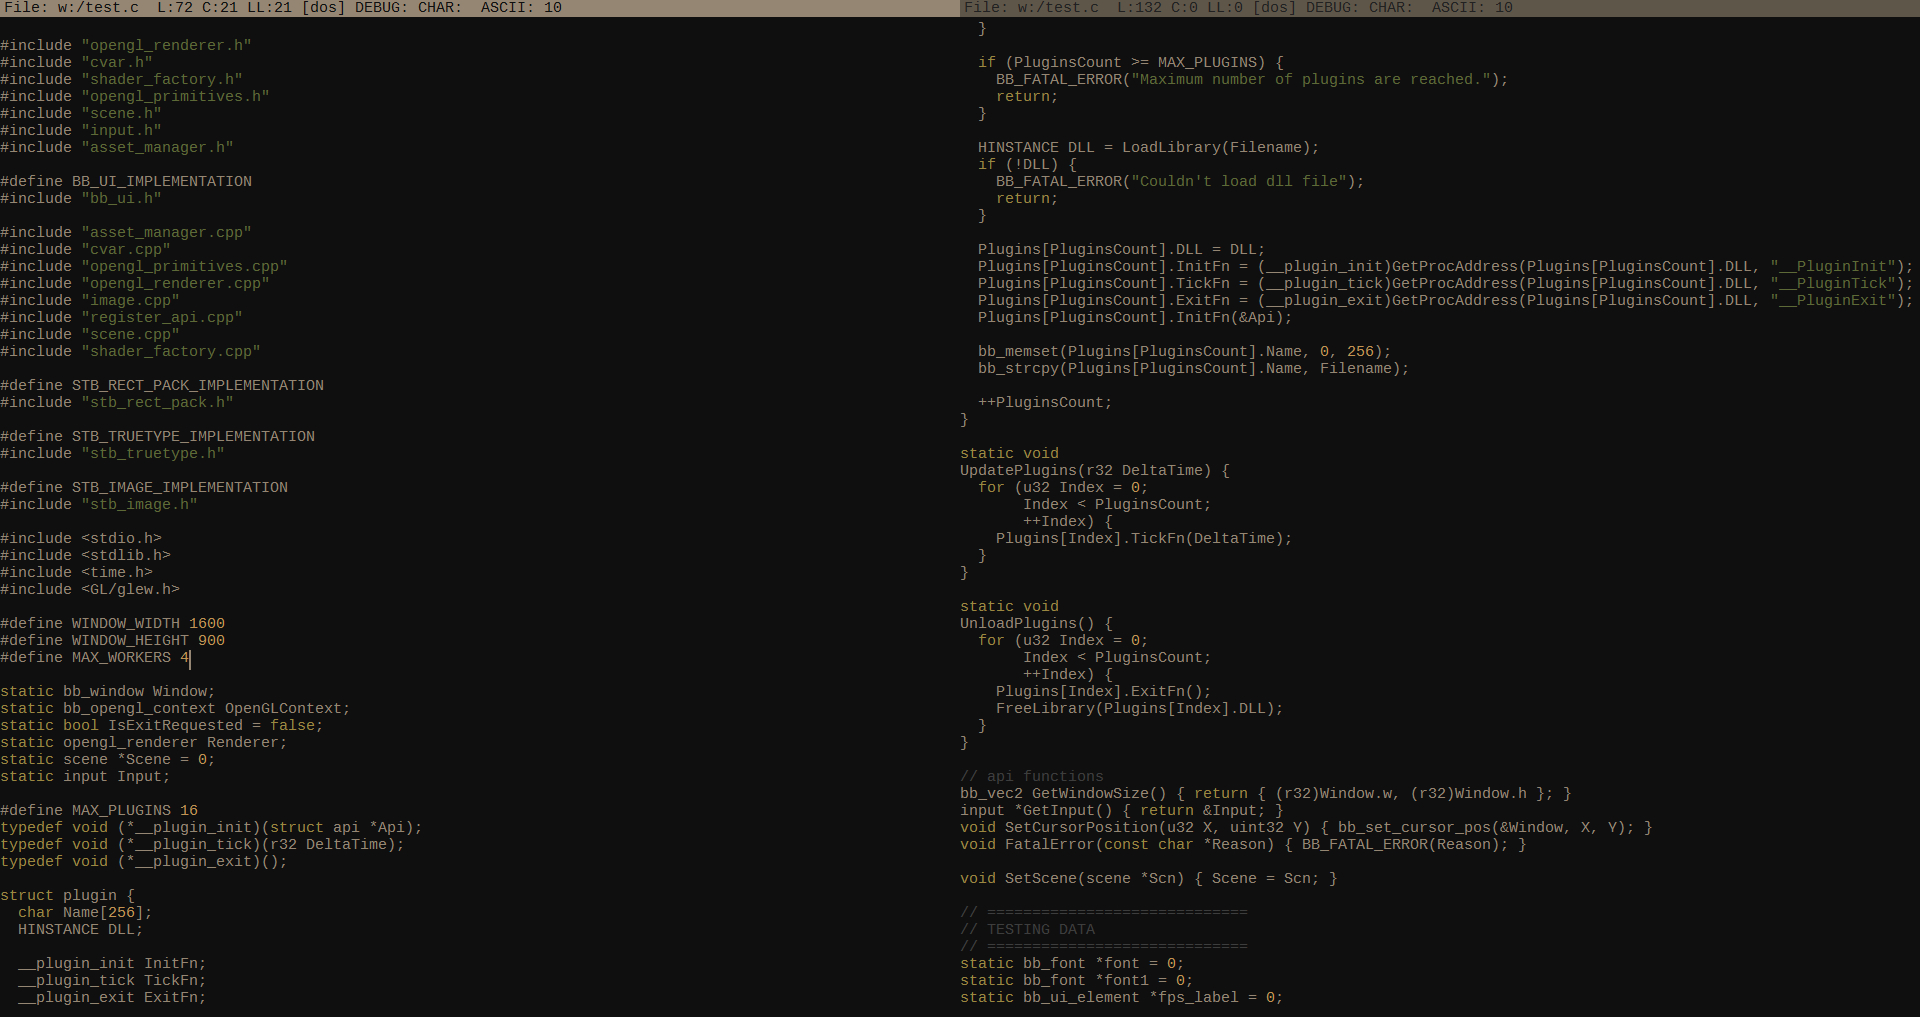 File: w:/test.c  L:72 C:21 LL:21 [dos] DEBUG: CHAR:  ASCII: 10

#include "opengl_renderer.h"
#include "cvar.h"
#include "shader_factory.h"
#include "opengl_primitives.h"
#include "scene.h"
#include "input.h"
#include "asset_manager.h"

#define BB_UI_IMPLEMENTATION
#include "bb_ui.h"

#include "asset_manager.cpp"
#include "cvar.cpp"
#include "opengl_primitives.cpp"
#include "opengl_renderer.cpp"
#include "image.cpp"
#include "register_api.cpp"
#include "scene.cpp"
#include "shader_factory.cpp"

#define STB_RECT_PACK_IMPLEMENTATION
#include "stb_rect_pack.h"

#define STB_TRUETYPE_IMPLEMENTATION
#include "stb_truetype.h"

#define STB_IMAGE_IMPLEMENTATION
#include "stb_image.h"

#include <stdio.h>
#include <stdlib.h>
#include <time.h>
#include <GL/glew.h>

#define WINDOW_WIDTH 1600
#define WINDOW_HEIGHT 900
#define MAX_WORKERS 4

static bb_window Window;
static bb_opengl_context OpenGLContext;
static bool IsExitRequested = false;
static opengl_renderer Renderer;
static scene *Scene = 0;
static input Input;

#define MAX_PLUGINS 16
typedef void (*__plugin_init)(struct api *Api);
typedef void (*__plugin_tick)(r32 DeltaTime);
typedef void (*__plugin_exit)();

struct plugin {
  char Name[256];
  HINSTANCE DLL;

  __plugin_init InitFn;
  __plugin_tick TickFn;
  __plugin_exit ExitFn;
File: w:/test.c  L:132 C:0 LL:0 [dos] DEBUG: CHAR:  ASCII: 10
  }

  if (PluginsCount >= MAX_PLUGINS) {
    BB_FATAL_ERROR("Maximum number of plugins are reached.");
    return;
  }

  HINSTANCE DLL = LoadLibrary(Filename);
  if (!DLL) {
    BB_FATAL_ERROR("Couldn't load dll file");
    return;
  }

  Plugins[PluginsCount].DLL = DLL;
  Plugins[PluginsCount].InitFn = (__plugin_init)GetProcAddress(Plugins[PluginsCount].DLL, "__PluginInit");
  Plugins[PluginsCount].TickFn = (__plugin_tick)GetProcAddress(Plugins[PluginsCount].DLL, "__PluginTick");
  Plugins[PluginsCount].ExitFn = (__plugin_exit)GetProcAddress(Plugins[PluginsCount].DLL, "__PluginExit");
  Plugins[PluginsCount].InitFn(&Api);

  bb_memset(Plugins[PluginsCount].Name, 0, 256);
  bb_strcpy(Plugins[PluginsCount].Name, Filename);

  ++PluginsCount;
}

static void
UpdatePlugins(r32 DeltaTime) {
  for (u32 Index = 0;
       Index < PluginsCount;
       ++Index) {
    Plugins[Index].TickFn(DeltaTime);
  }
}

static void
UnloadPlugins() {
  for (u32 Index = 0;
       Index < PluginsCount;
       ++Index) {
    Plugins[Index].ExitFn();
    FreeLibrary(Plugins[Index].DLL);
  }
}

// api functions
bb_vec2 GetWindowSize() { return { (r32)Window.w, (r32)Window.h }; }
input *GetInput() { return &Input; }
void SetCursorPosition(u32 X, uint32 Y) { bb_set_cursor_pos(&Window, X, Y); }
void FatalError(const char *Reason) { BB_FATAL_ERROR(Reason); }

void SetScene(scene *Scn) { Scene = Scn; }

// =============================
// TESTING DATA
// =============================
static bb_font *font = 0;
static bb_font *font1 = 0;
static bb_ui_element *fps_label = 0;